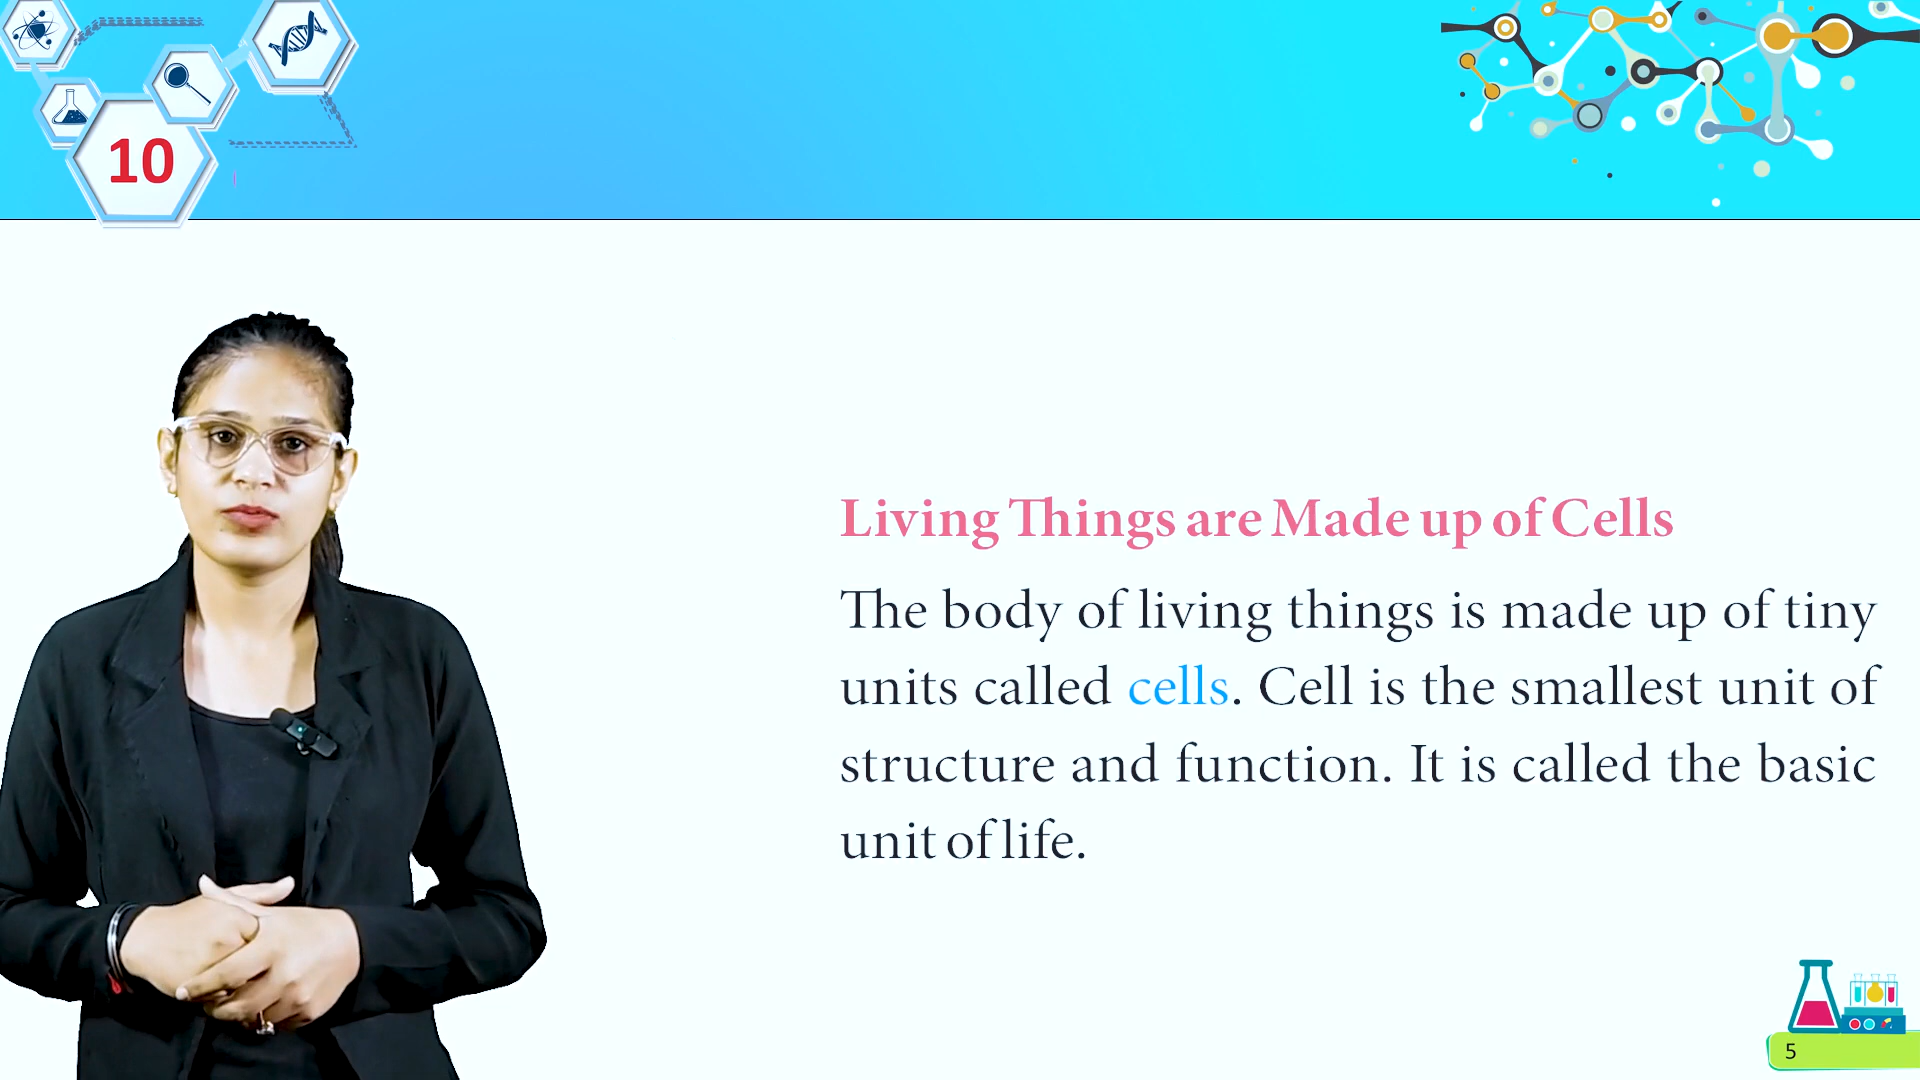 10
Living Things are Made up of Cells
The body of living things is made up of tiny
units called cells. Cell is the smallest unit of
structure and function. It is called the basic
unit of life.
5